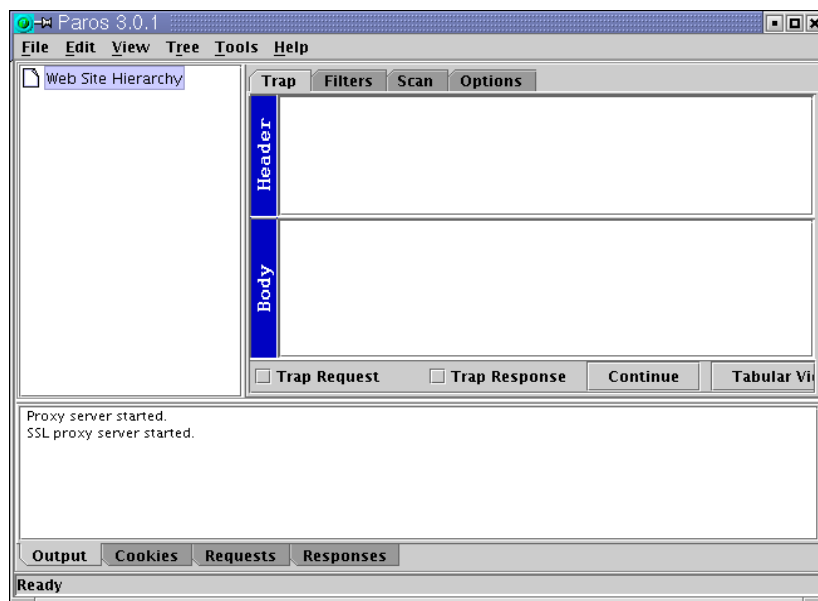 Paros 3.0.1
File Edit View Tree Tools Help
Web Site Hierarchy
Trap Filters Scan Options
Header
Body
Trap Request Trap Response Continue Tabular Vi
Proxy server started.
SSL proxy server started.
Output Cookies Requests Responses
Ready